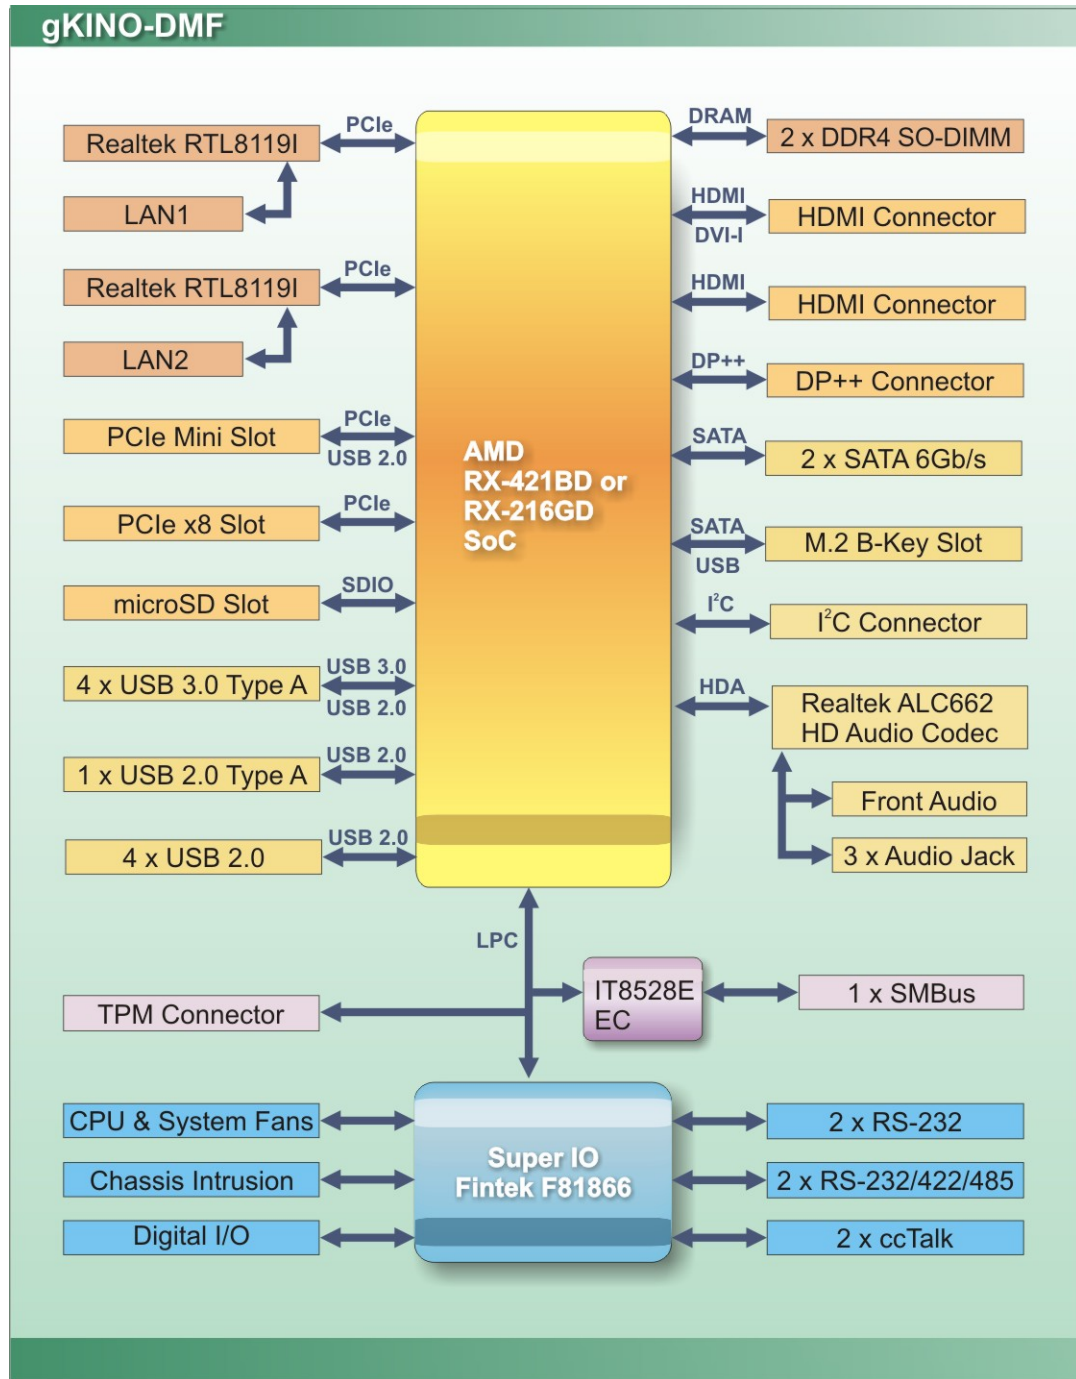 gKINO-DMF
Realtek RTL8119I
PCIe
LAN1
Realtek RTL8119I
PCIe
LAN2
PCIe Mini Slot
PCIe
USB 2.0
PCIe x8 Slot
PCIe
microSD Slot
SDIO
4 x USB 3.0 Type A
USB 3.0
USB 2.0
1 x USB 2.0 Type A
USB 2.0
4 x USB 2.0
USB 2.0
AMD
RX-421BD or
RX-216GD
SoC
DRAM
2 x DDR4 SO-DIMM
HDMI
DVI-I
HDMI Connector
HDMI
HDMI Connector
DP++
DP++ Connector
SATA
2 x SATA 6Gb/s
SATA
USB
M.2 B-Key Slot
I²C
I²C Connector
HDA
Realtek ALC662
HD Audio Codec
Front Audio
3 x Audio Jack
LPC
TPM Connector
IT8528E
EC
1 x SMBus
CPU & System Fans
Chassis Intrusion
Digital I/O
Super IO
Fintek F81866
2 x RS-232
2 x RS-232/422/485
2 x ccTalk